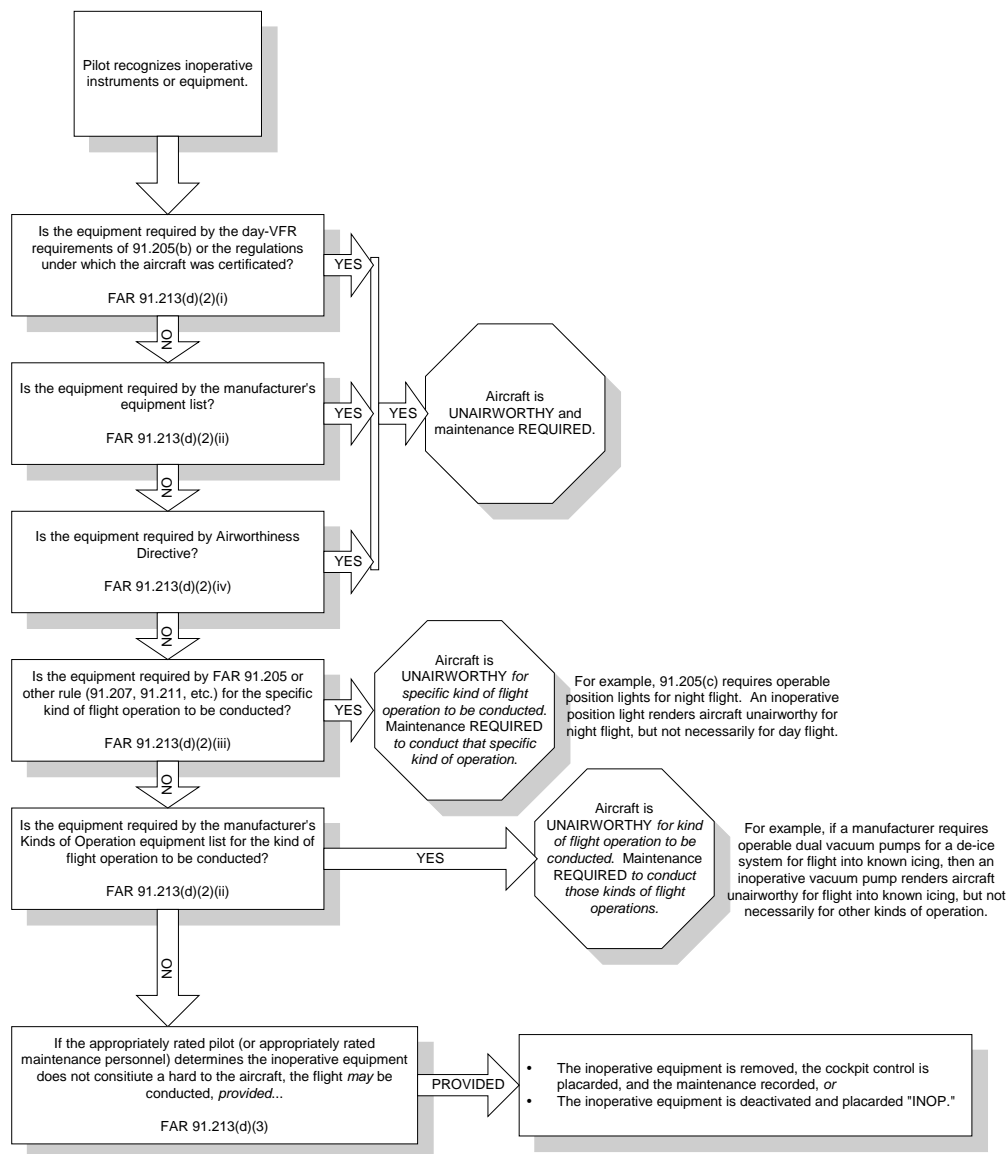 Pilot recognizes inoperative
instruments or equipment.
Is the equipment required by the day-VFR
requirements of 91.205(b) or the regulations
under which the aircraft was certificated?
FAR 91.213(d)(2)(i)
YES
NO
Is the equipment required by the manufacturer's
equipment list?
FAR 91.213(d)(2)(ii)
YES
YES
Aircraft is
UNAIRWORTHY and
maintenance REQUIRED.
NO
Is the equipment required by Airworthiness
Directive?
FAR 91.213(d)(2)(iv)
YES
NO
Is the equipment required by FAR 91.205 or
other rule (91.207, 91.211, etc.) for the specific
kind of flight operation to be conducted?
FAR 91.213(d)(2)(iii)
YES
Aircraft is
UNAIRWORTHY for
specific kind of flight
operation to be conducted.
Maintenance REQUIRED
to conduct that specific
kind of operation.
For example, 91.205(c) requires operable
position lights for night flight. An inoperative
position light renders aircraft unairworthy for
night flight, but not necessarily for day flight.
NO
Is the equipment required by the manufacturer's
Kinds of Operation equipment list for the kind
of flight operation to be conducted?
FAR 91.213(d)(2)(ii)
YES
Aircraft is
UNAIRWORTHY for kind
of flight operation to be
conducted. Maintenance
REQUIRED to conduct
those kinds of flight
operations.
For example, if a manufacturer requires
operable dual vacuum pumps for a de-ice
system for flight into known icing, then an
inoperative vacuum pump renders aircraft
unairworthy for flight into known icing, but not
necessarily for other kinds of operation.
NO
If the appropriately rated pilot (or appropriately rated
maintenance personnel) determines the inoperative equipment
does not constitiute a hard to the aircraft, the flight may be
conducted, provided...
FAR 91.213(d)(3)
PROVIDED
• The inoperative equipment is removed, the cockpit control is
placarded, and the maintenance recorded, or
• The inoperative equipment is deactivated and placarded "INOP."